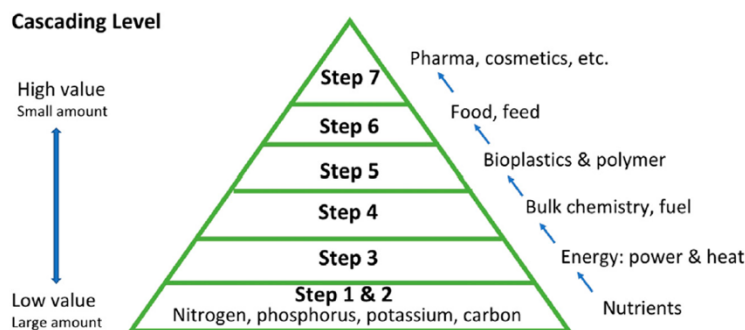 Cascading Level
High value
Small amount
Low value
Large amount
Step 7
Step 6
Step 5
Step 4
Step 3
Step 1 & 2
Nitrogen, phosphorus, potassium, carbon
Pharma, cosmetics, etc.
Food, feed
Bioplastics & polymer
Bulk chemistry, fuel
Energy: power & heat
Nutrients